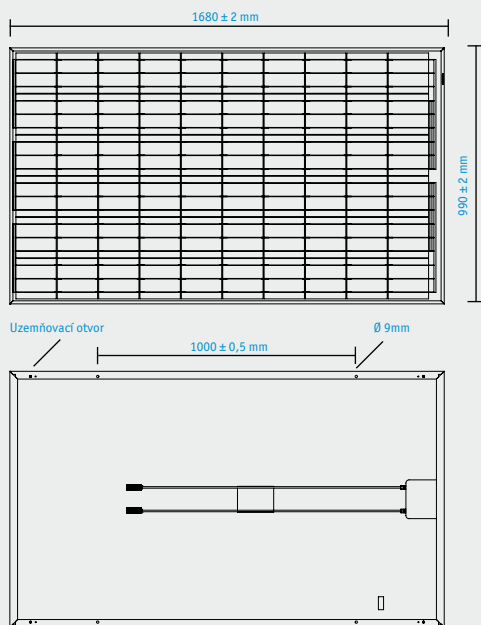 1680 ± 2 mm
990 ± 2 mm
Uzemňovací otvor
1000 ± 0,5 mm
Ø 9mm